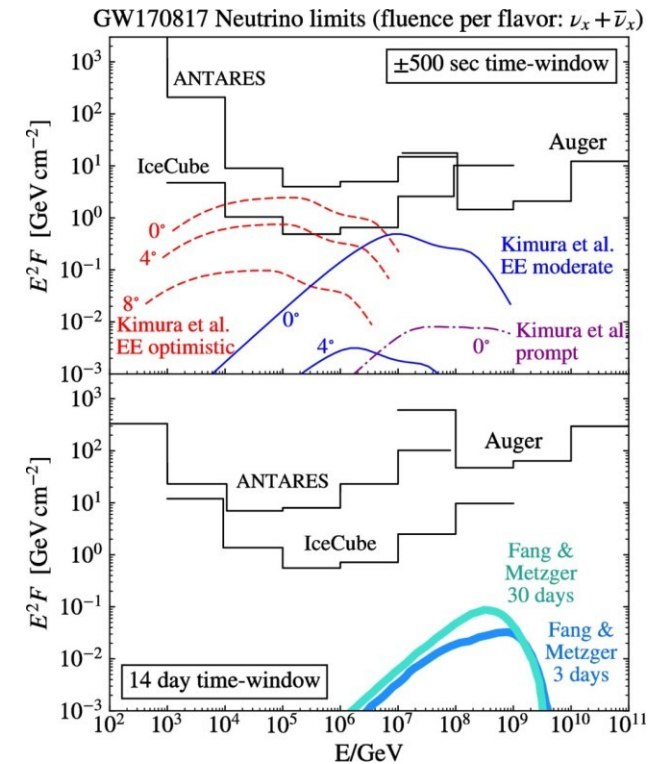 GW170817 Neutrino limits (fluence per flavor: νₓ + ν̄ₓ)
±500 sec time-window
ANTARES
IceCube
Auger
0°
4°
8°
Kimura et al.
EE optimistic
Kimura et al.
EE moderate
0°
4°
Kimura et al.
prompt
0°
E²F [GeV cm⁻²]
10³
10²
10¹
10⁰
10⁻¹
10⁻²
10⁻³
Auger
ANTARES
IceCube
Fang &
Metzger
30 days
Fang &
Metzger
3 days
14 day time-window
E²F [GeV cm⁻²]
10³
10²
10¹
10⁰
10⁻¹
10⁻²
10⁻³
10² 10³ 10⁴ 10⁵ 10⁶ 10⁷ 10⁸ 10⁹ 10¹⁰ 10¹¹
E/GeV